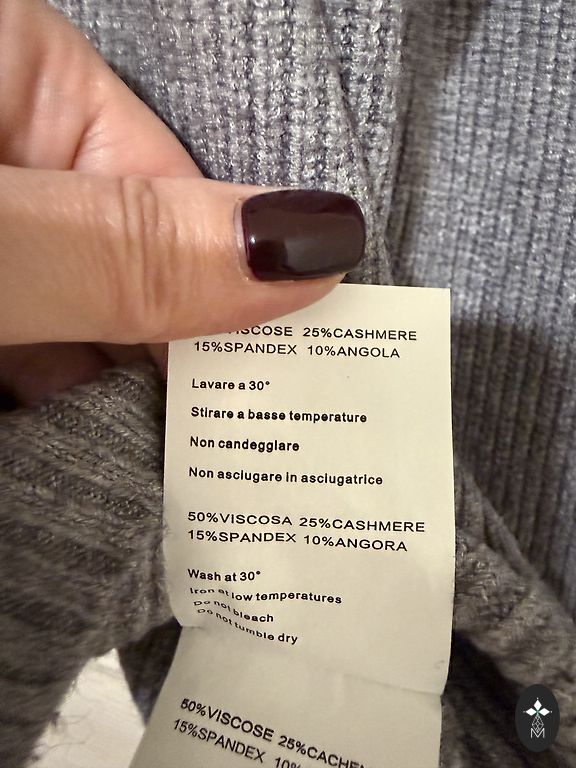 25%CASHMERE
15%SPANDEX 10%ANGOLA
Lavare a 30°
Stirare a basse temperature
Non candeggiare
Non asciugare in asciugatrice
50%VISCOSA 25%CASHMERE
15%SPANDEX 10%ANGORA
Wash at 30°
Iron at low temperatures
Do not bleach
Do not tumble dry
50%VISCOSE 25%CACHEM
15%SPANDEX 10%